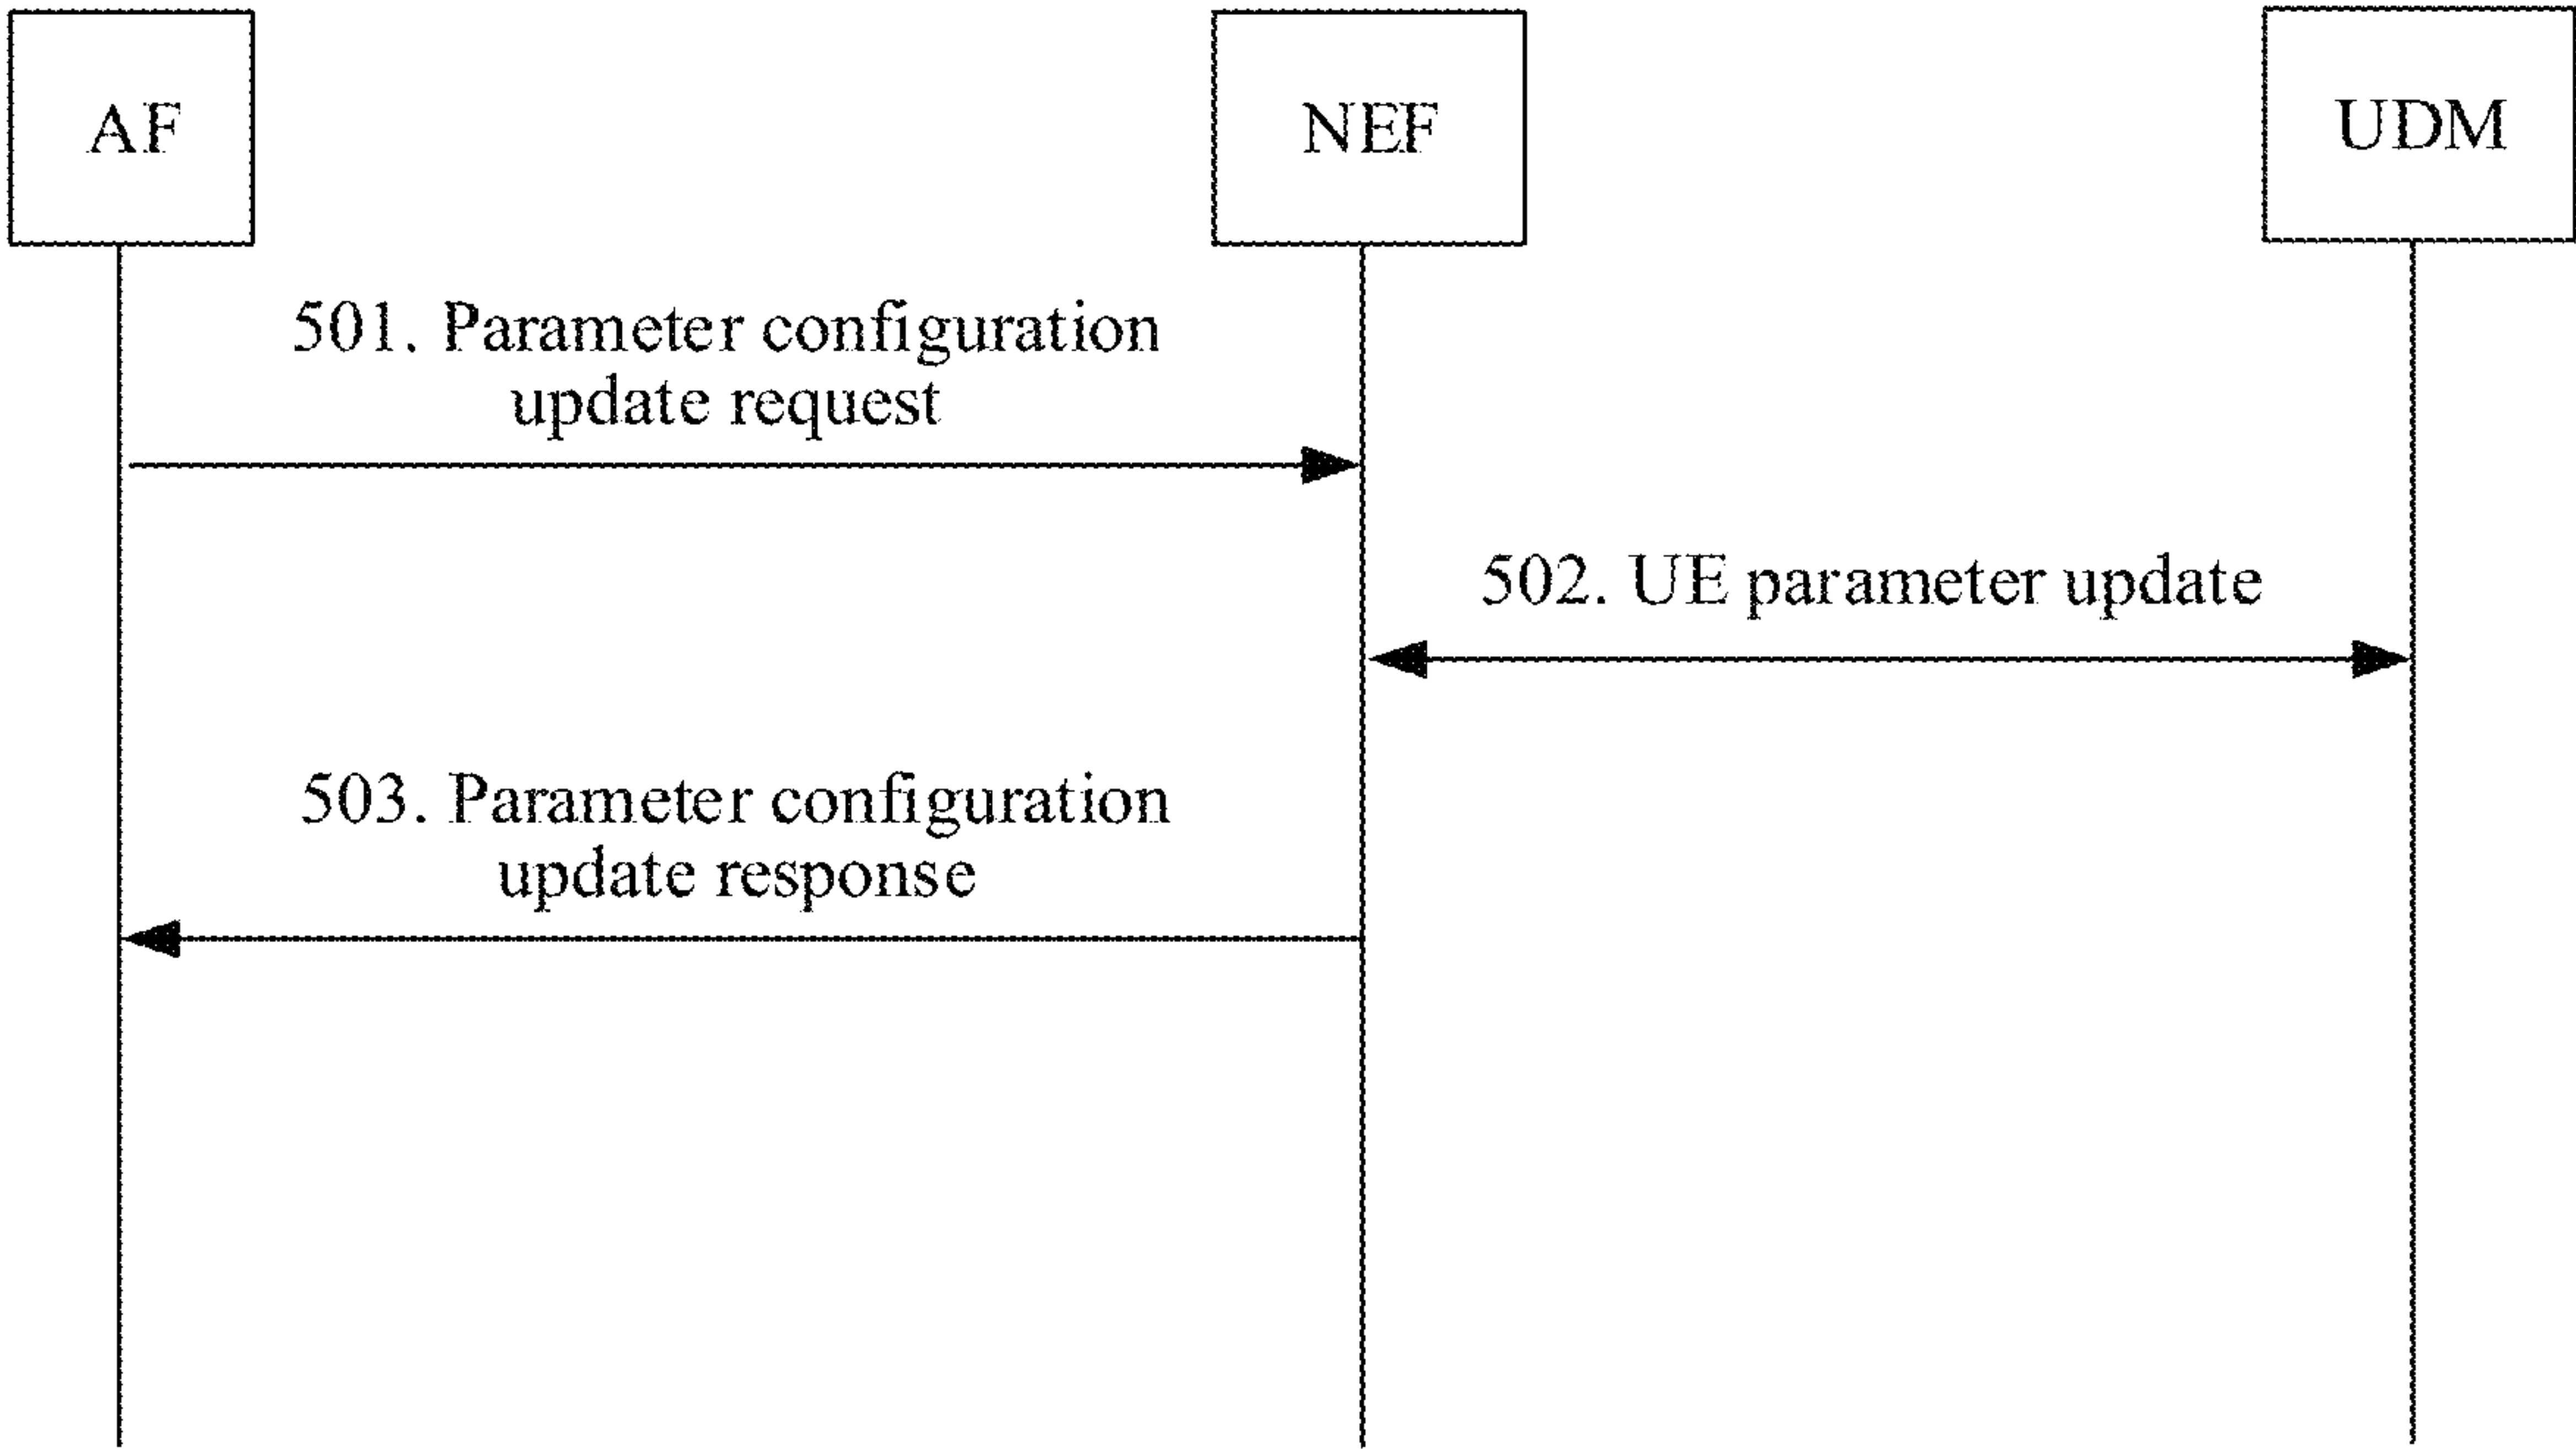 AF
NEF
UDM
501. Parameter configuration
update request
502. UE parameter update
503. Parameter configuration
update response